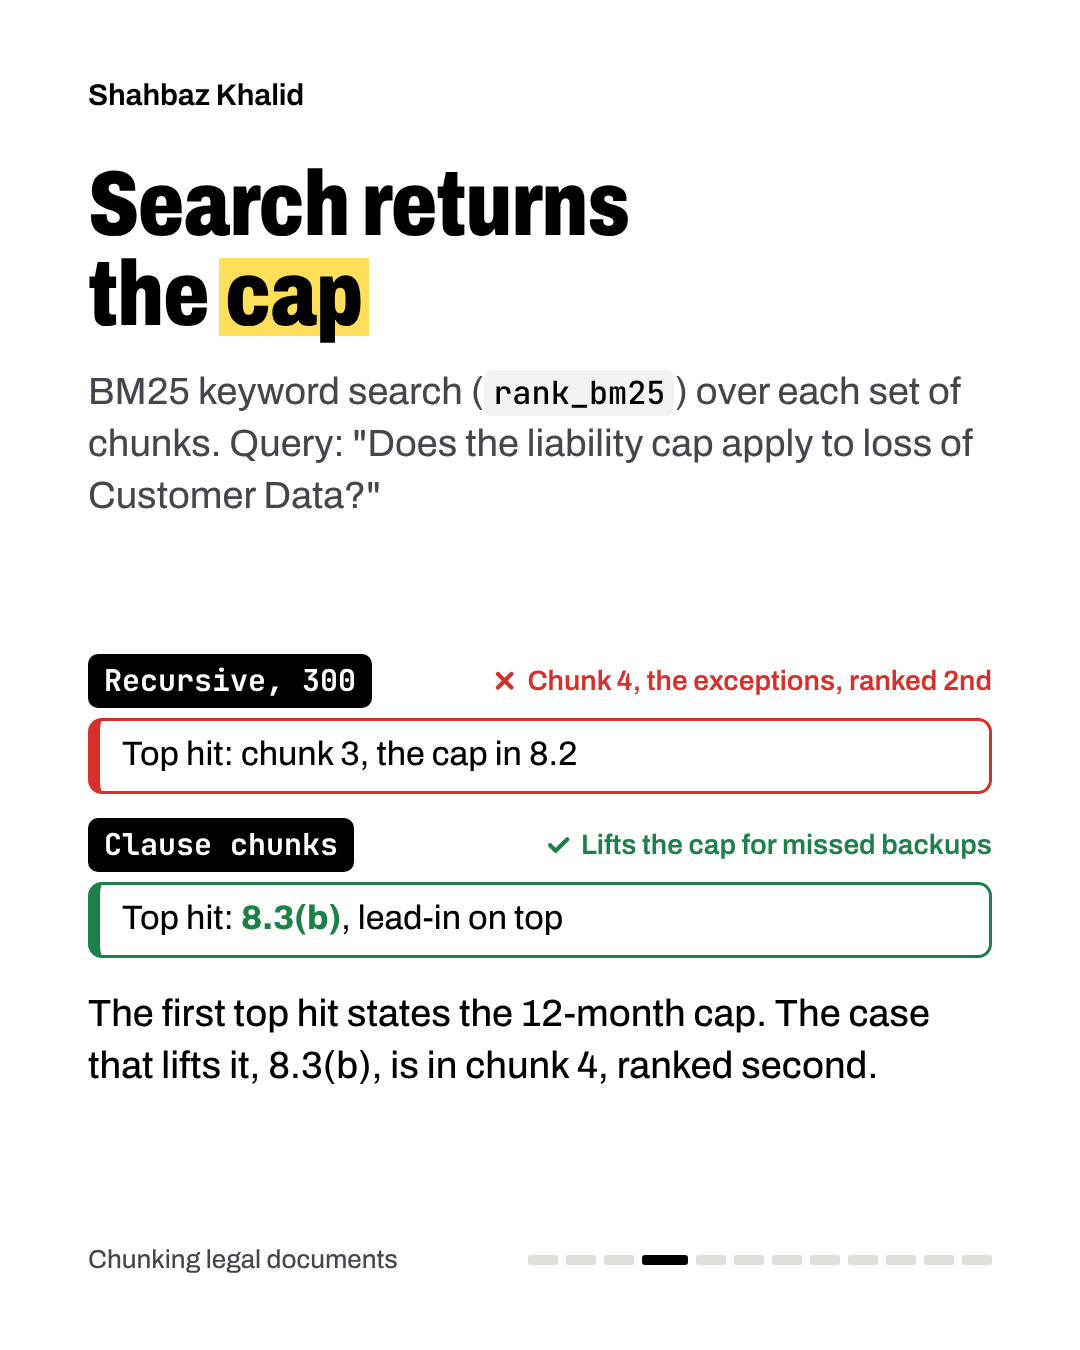 Shahbaz Khalid
Search returns
the cap
BM25 keyword search (rank_bm25) over each set of
chunks. Query: "Does the liability cap apply to loss of
Customer Data?"
Recursive, 300
✕ Chunk 4, the exceptions, ranked 2nd
Top hit: chunk 3, the cap in 8.2
Clause chunks
✓ Lifts the cap for missed backups
Top hit: 8.3(b), lead-in on top
The first top hit states the 12-month cap. The case
that lifts it, 8.3(b), is in chunk 4, ranked second.
Chunking legal documents